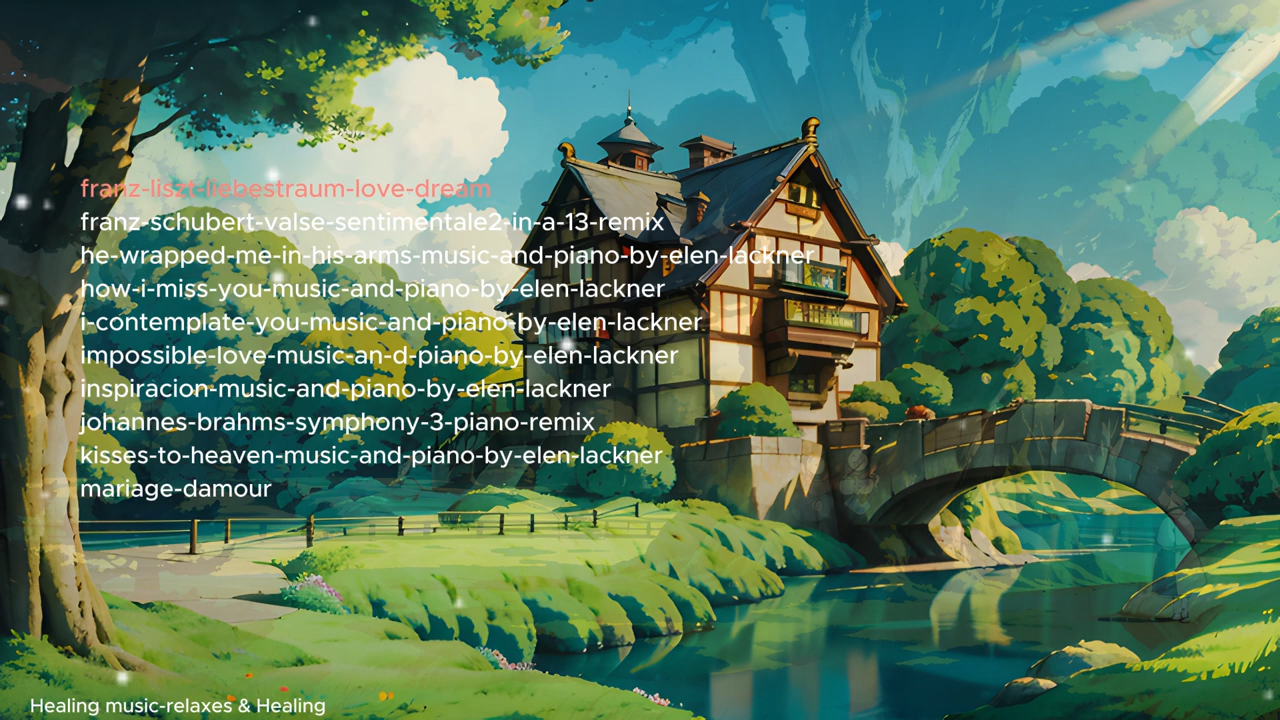 franz-liszt-liebestraum-love-dream
franz-schubert-valse-sentimentale2-in-a-13-remix
he-wrapped-me-in-his-arms-music-and-piano-by-elen-lackner
how-i-miss-you-music-and-piano-by-elen-lackner
i-contemplate-you-music-and-piano-by-elen-lackner
impossible-love-music-an-d-piano-by-elen-lackner
inspiracion-music-and-piano-by-elen-lackner
johannes-brahms-symphony-3-piano-remix
kisses-to-heaven-music-and-piano-by-elen-lackner
mariage-damour
Healing music-relaxes & Healing